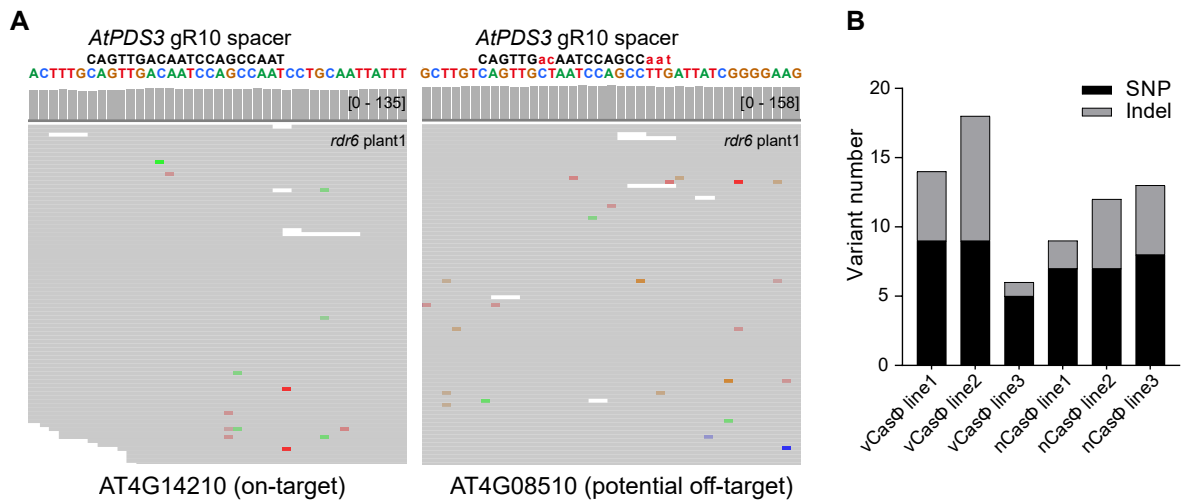 A
AtPDS3 gR10 spacer
CAGTTGACAATCCAGCCAAT
ACTTTGCAGTTGACAATCCAGCCAATCCTGCAATTATTT
[0 - 135]
rdr6 plant1
AT4G14210 (on-target)
AtPDS3 gR10 spacer
CAGTTGacAATCCAGCCaat
GCTTGTCAGTTGCTAATCCAGCCTTGATTATCGGGGAAG
[0 - 158]
rdr6 plant1
AT4G08510 (potential off-target)
B
SNP
Indel
Variant number
20
15
10
5
0
vCasΦ line1
vCasΦ line2
vCasΦ line3
nCasΦ line1
nCasΦ line2
nCasΦ line3